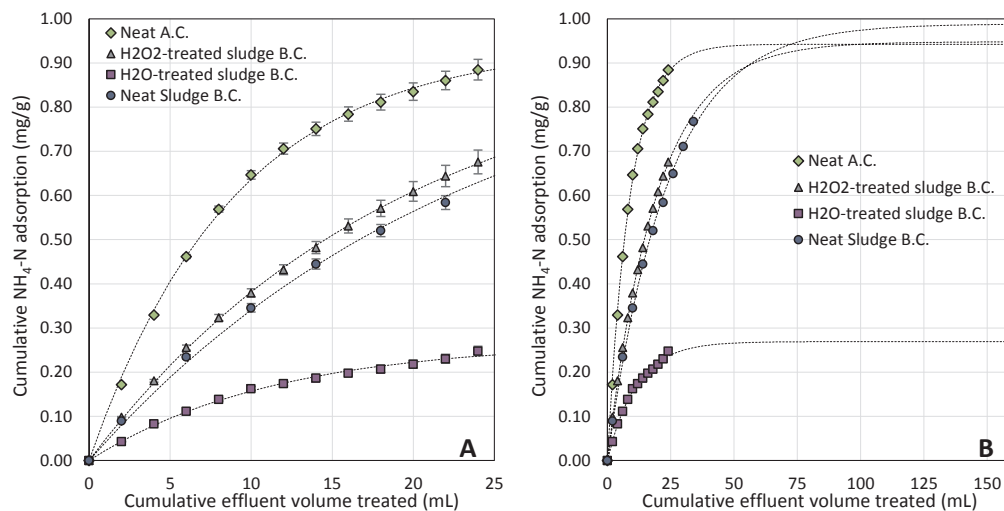 1.00
0.90
0.80
0.70
0.60
0.50
0.40
0.30
0.20
0.10
0.00
Cumulative NH4-N adsorption (mg/g)
Neat A.C.
H2O2-treated sludge B.C.
H2O-treated sludge B.C.
Neat Sludge B.C.
A
0 5 10 15 20 25
Cumulative effluent volume treated (mL)
1.00
0.90
0.80
0.70
0.60
0.50
0.40
0.30
0.20
0.10
0.00
Cumulative NH4-N adsorption (mg/g)
Neat A.C.
H2O2-treated sludge B.C.
H2O-treated sludge B.C.
Neat Sludge B.C.
B
0 25 50 75 100 125 150
Cumulative effluent volume treated (mL)